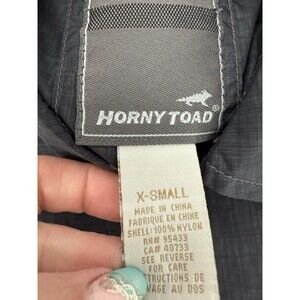 HORNY TOAD®
X-SMALL
MADE IN CHINA
FABRIQUE EN CHINE
SHELL: 100% NYLON
RN# 95433
CA# 40733
SEE REVERSE
FOR CARE
INSTRUCTIONS
AU DOS DE